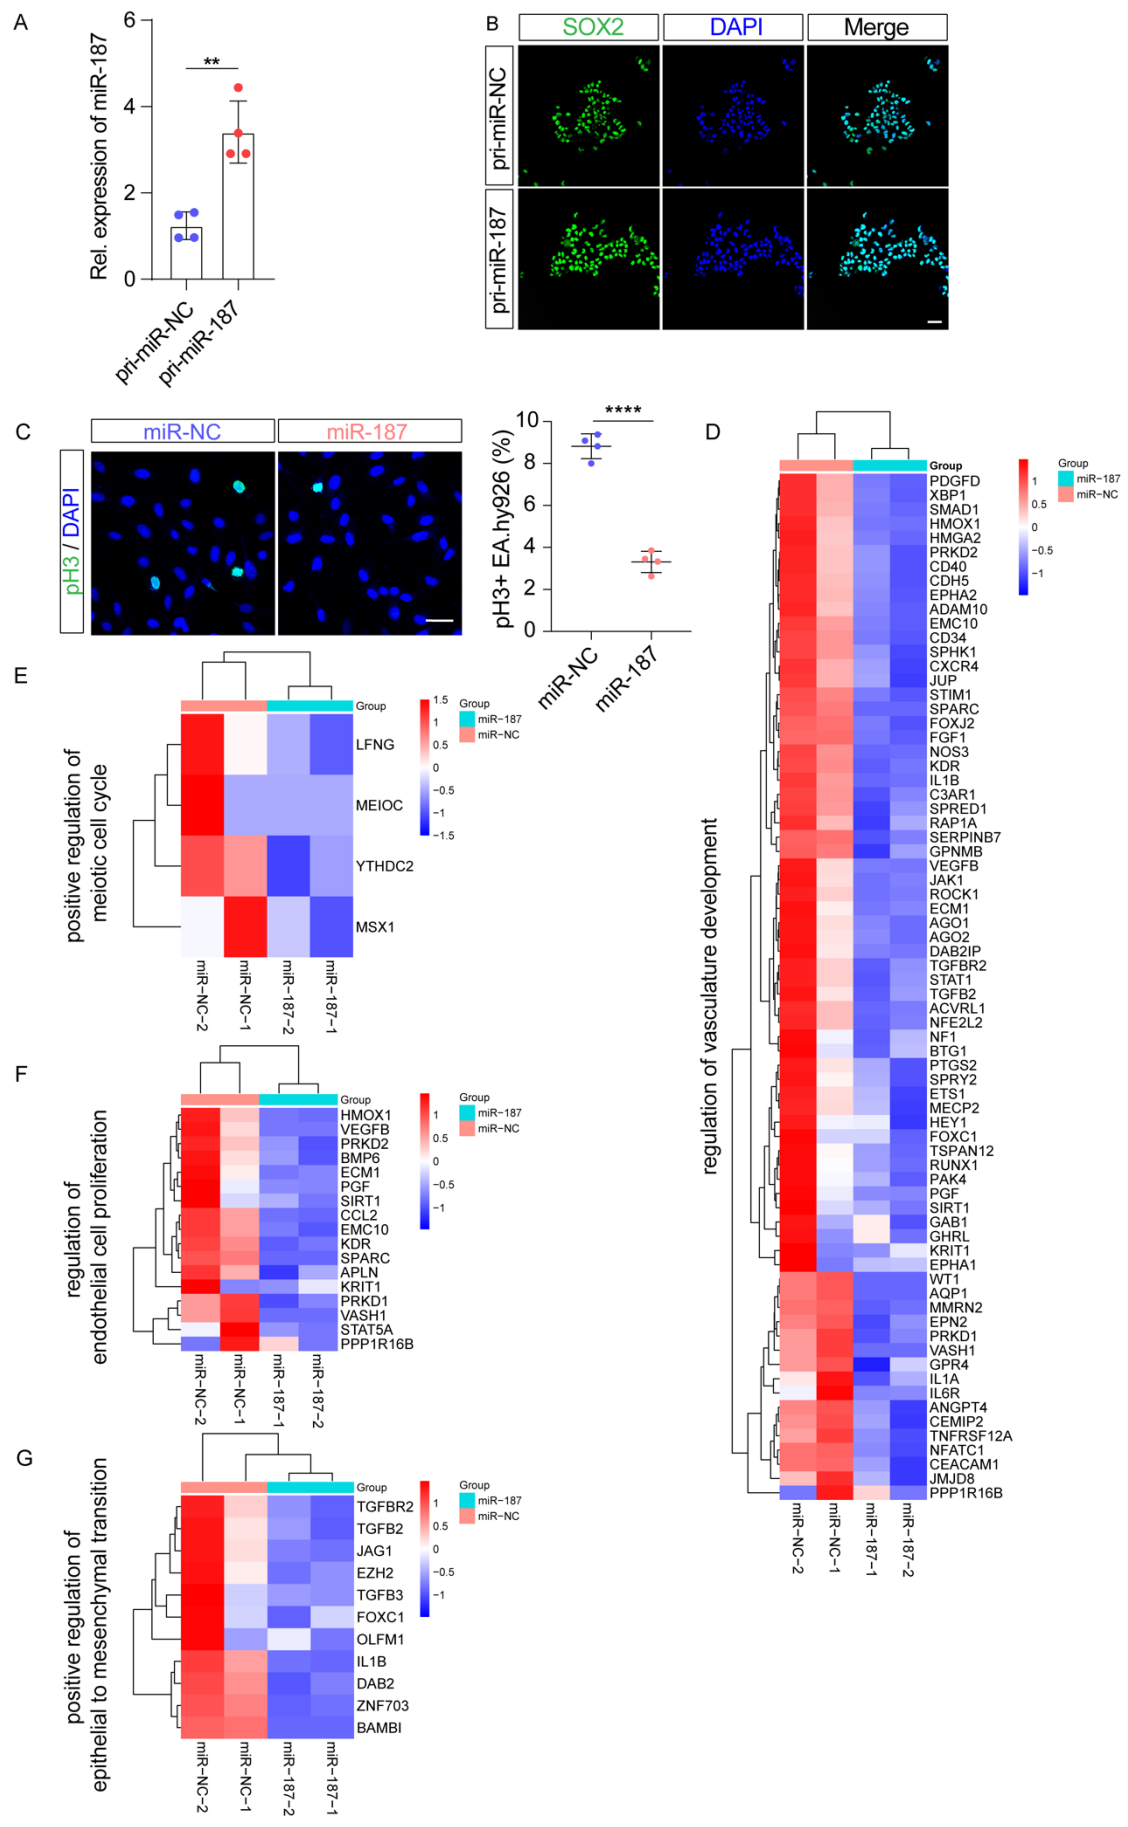 A
Rel. expression of miR-187
6
4
2
0
**
pri-miR-NC
pri-miR-187
B
SOX2
DAPI
Merge
pri-miR-NC
pri-miR-187
C
miR-NC
miR-187
pH3 / DAPI
pH3+ EA.hy926 (%)
10
8
6
4
2
0
****
miR-NC
miR-187
D
regulation of vasculature development
Group
PDGFD
XBP1
SMAD1
HMOX1
HMGA2
PRKD2
CD40
CDH5
EPHA2
ADAM10
EMC10
CD34
SPHK1
CXCR4
JUP
STIM1
SPARC
FOXJ2
FGF1
NOS3
KDR
IL1B
C3AR1
SPRED1
RAP1A
SERPINB7
GPNMB
VEGFB
JAK1
ROCK1
ECM1
AGO1
AGO2
DAB2IP
TGFBR2
STAT1
TGFB2
ACVRL1
NFE2L2
NF1
BTG1
PTGS2
SPRY2
ETS1
MECP2
HEY1
FOXC1
TSPAN12
RUNX1
PAK4
PGF
SIRT1
GAB1
GHRL
KRIT1
EPHA1
WT1
AQP1
MMRN2
EPN2
PRKD1
VASH1
GPR4
IL1A
IL6R
ANGPT4
CEMIP2
TNFRSF12A
NFATC1
CEACAM1
JMJD8
PPP1R16B
miR−NC−2
miR−NC−1
miR−187−1
miR−187−2
1
0.5
0
−0.5
−1
Group
miR−187
miR−NC
E
positive regulation of
meiotic cell cycle
Group
LFNG
MEIOC
YTHDC2
MSX1
miR−NC−2
miR−NC−1
miR−187−2
miR−187−1
1.5
1
0.5
0
−0.5
−1
−1.5
Group
miR−187
miR−NC
F
regulation of
endothelial cell proliferation
Group
HMOX1
VEGFB
PRKD2
BMP6
ECM1
PGF
SIRT1
CCL2
EMC10
KDR
SPARC
APLN
KRIT1
PRKD1
VASH1
STAT5A
PPP1R16B
miR−NC−2
miR−NC−1
miR−187−1
miR−187−2
1
0.5
0
−0.5
−1
Group
miR−187
miR−NC
G
positive regulation of
epithelial to mesenchymal transition
Group
TGFBR2
TGFB2
JAG1
EZH2
TGFB3
FOXC1
OLFM1
IL1B
DAB2
ZNF703
BAMBI
miR−NC−2
miR−NC−1
miR−187−2
miR−187−1
1
0.5
0
−0.5
−1
Group
miR−187
miR−NC